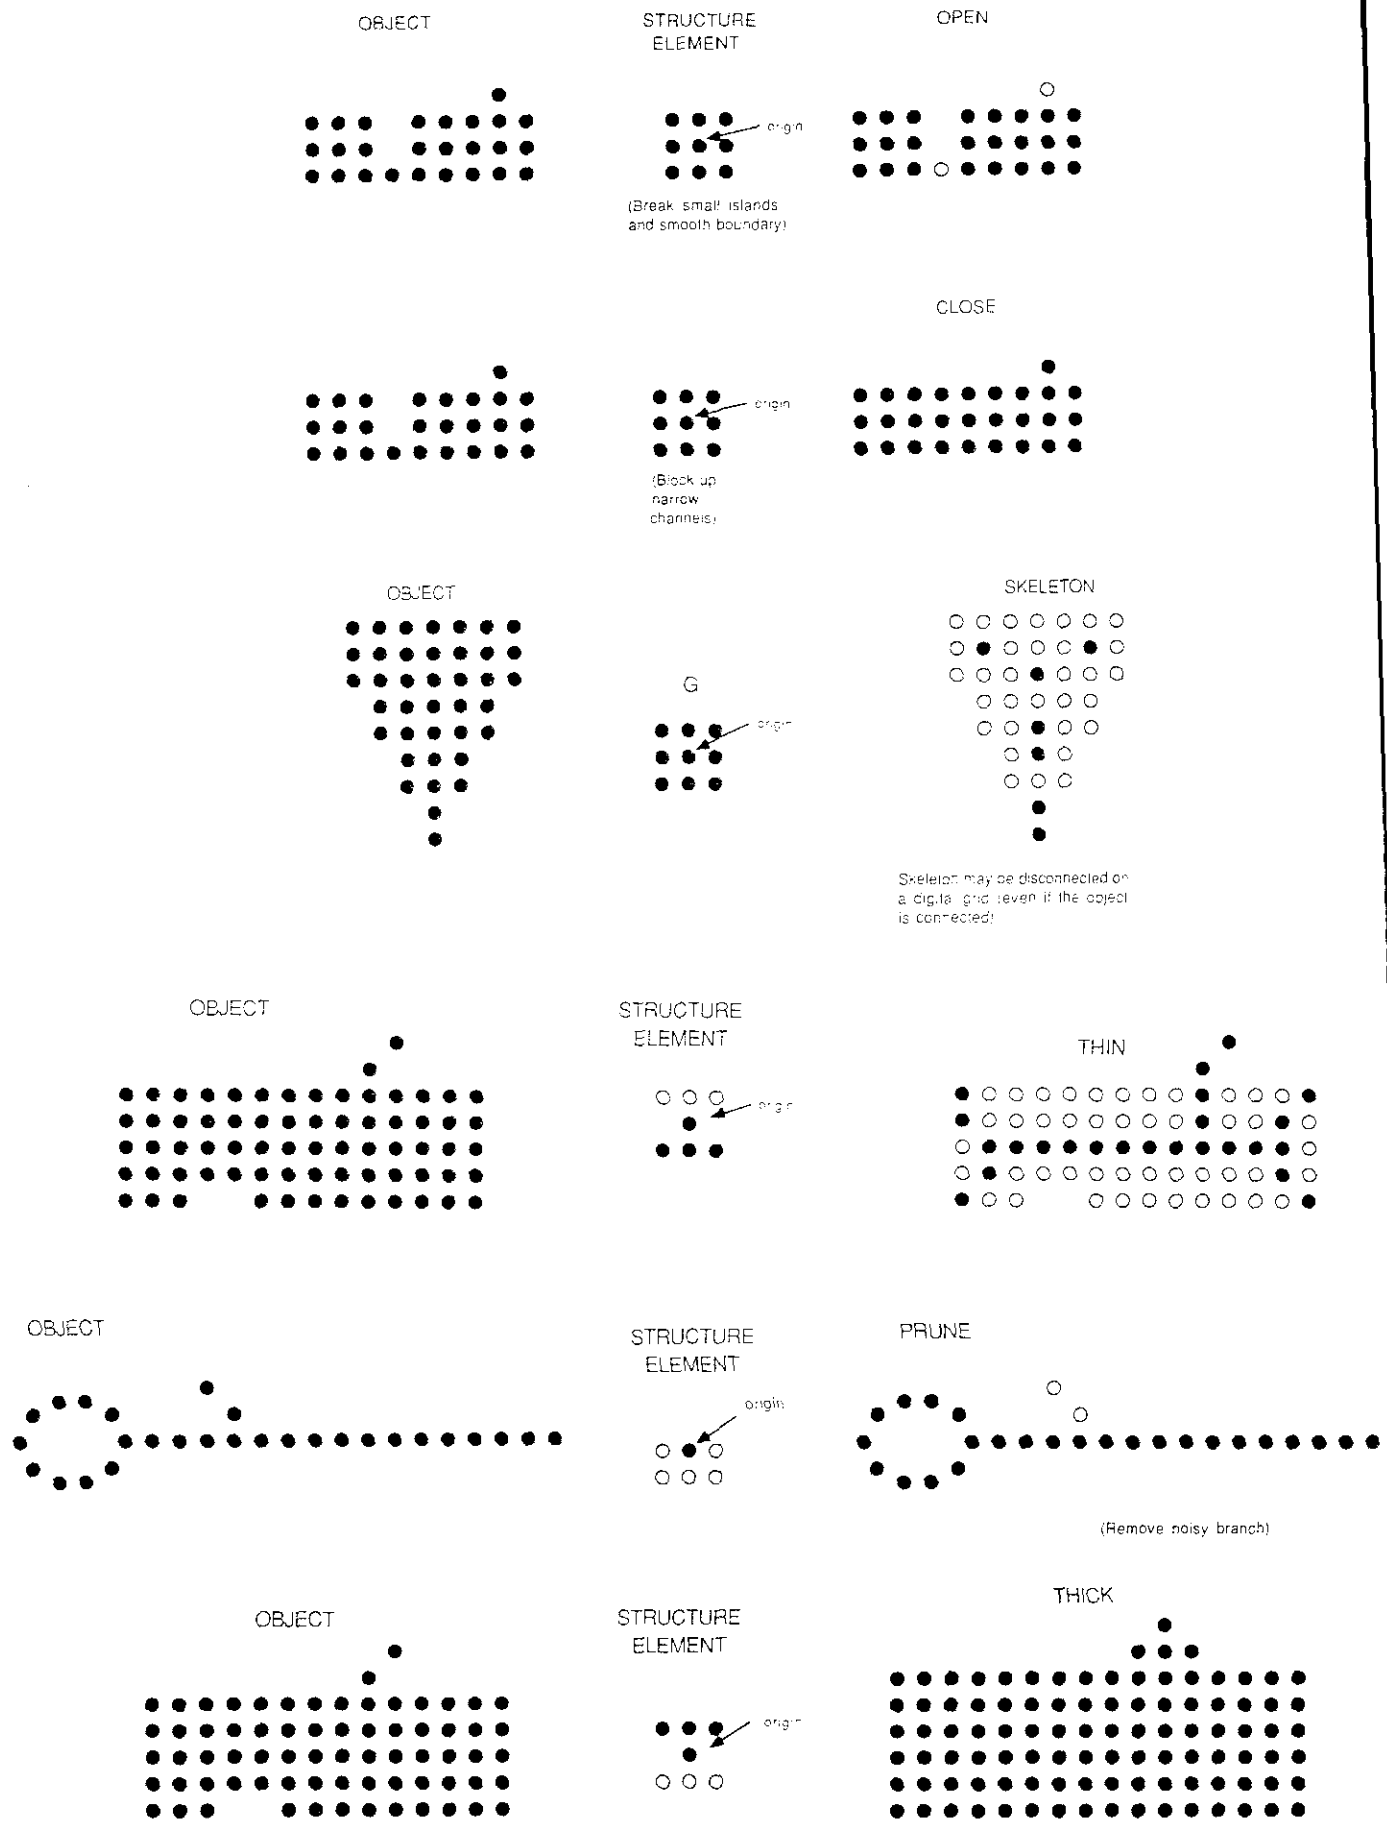 OBJECT
STRUCTURE
ELEMENT
OPEN
origin
(Break small islands
and smooth boundary)
CLOSE
origin
(Block up
narrow
channels)
OBJECT
SKELETON
G
origin
Skeleton may be disconnected on
a digital grid (even if the object
is connected)
OBJECT
STRUCTURE
ELEMENT
THIN
origin
OBJECT
STRUCTURE
ELEMENT
PRUNE
origin
(Remove noisy branch)
OBJECT
STRUCTURE
ELEMENT
THICK
origin